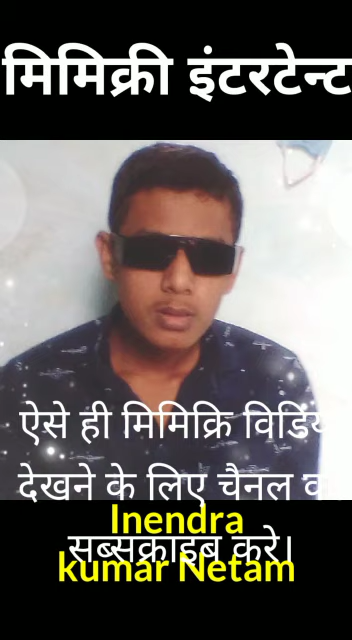 मिमिक्री इंटरटेन्ट
ऐसे ही मिमिक्रि
देखने के लिए चैनल
Inendra
सब्सक्राइब करे।
kumar Netam